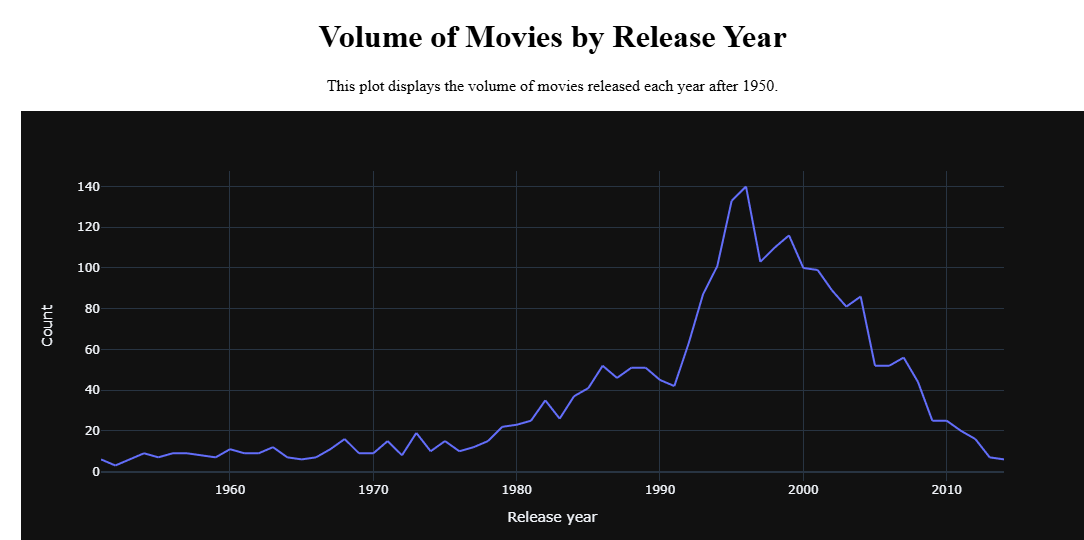 Volume of Movies by Release Year
This plot displays the volume of movies released each year after 1950.
140
120
100
80
60
40
20
0
Count
1960 1970 1980 1990 2000 2010
Release year